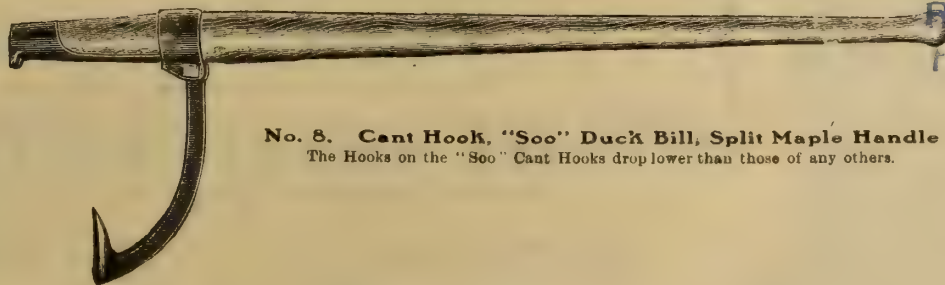 No. 8. Cant Hook, "Soo" Duck Bill, Split Maple Handle
The Hooks on the "Soo" Cant Hooks drop lower than those of any others.